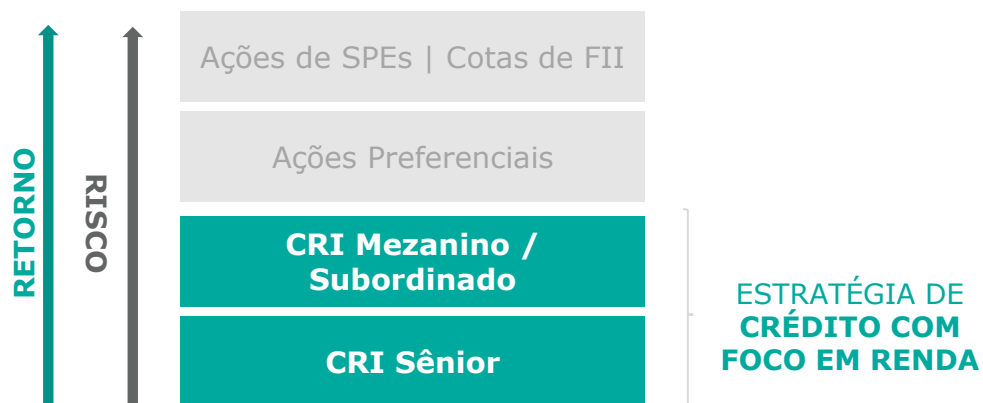 RETORNO
RISCO
Ações de SPEs | Cotas de FII
Ações Preferenciais
CRI Mezanino /
Subordinado
CRI Sênior
ESTRATÉGIA DE
CRÉDITO COM
FOCO EM RENDA